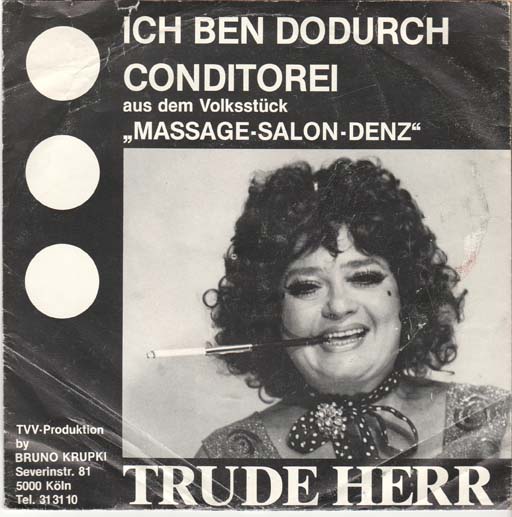 ICH BEN DODURCH
CONDITOREI
aus dem Volksstück
„MASSAGE-SALON-DENZ“
TVV-Produktion
by
BRUNO KRUPKI
Severinstr. 81
5000 Köln
Tel. 31 31 10
TRUDE HERR